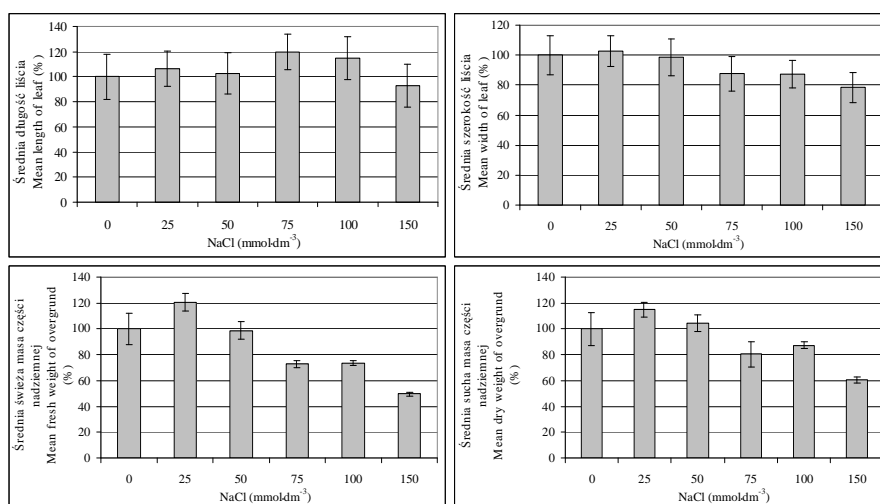 Średnia długość liścia
Mean length of leaf (%)
140
120
100
80
60
40
20
0
0 25 50 75 100 150
NaCl (mmol·dm⁻³)
Średnia szerokość liścia
Mean width of leaf (%)
120
100
80
60
40
20
0
0 25 50 75 100 150
NaCl (mmol·dm⁻³)
Średnia świeża masa części
nadziemnej
Mean fresh weight of overgrund
(%)
140
120
100
80
60
40
20
0
0 25 50 75 100 150
NaCl (mmol·dm⁻³)
Średnia sucha masa części
nadziemnej
Mean dry weight of overgrund
(%)
140
120
100
80
60
40
20
0
0 25 50 75 100 150
NaCl (mmol·dm⁻³)